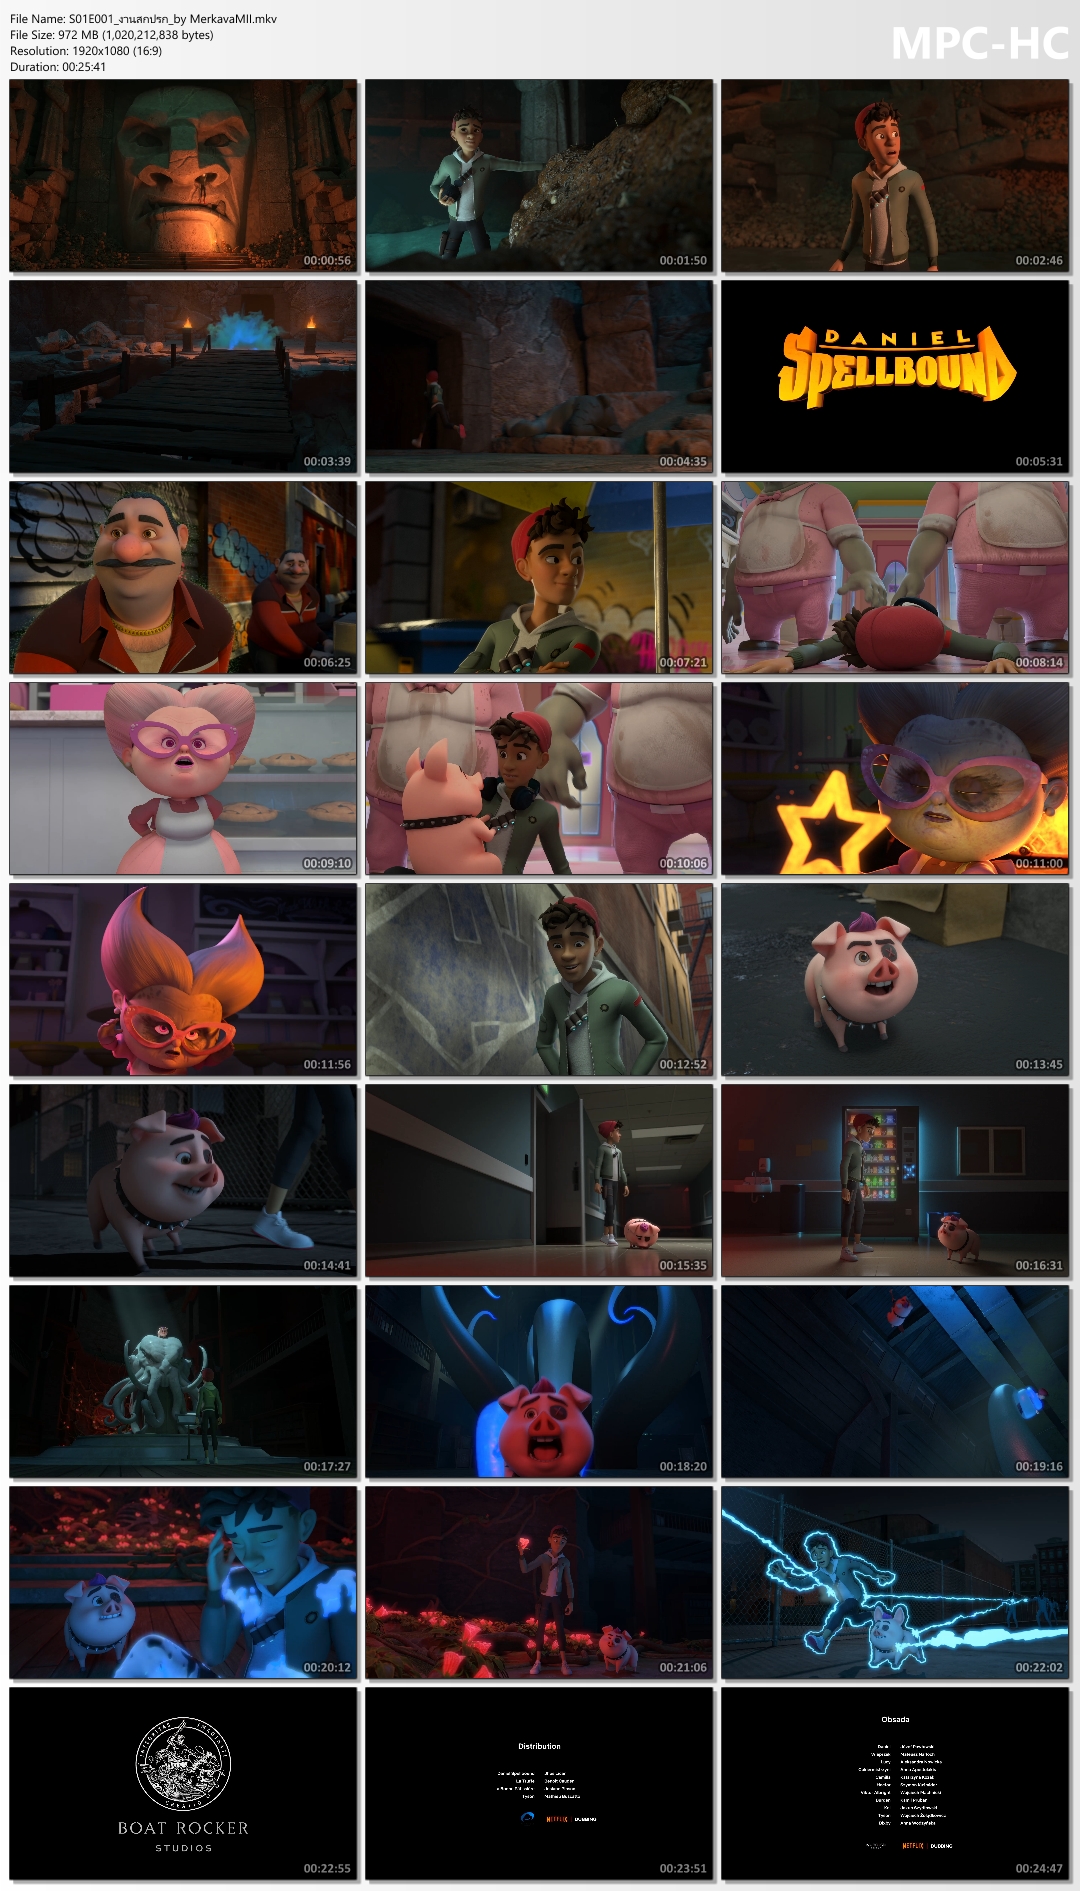 File Name: S01E001_งานสกปรก_by MerkavaMII.mkv
File Size: 972 MB (1,020,212,838 bytes)
Resolution: 1920x1080 (16:9)
Duration: 00:25:41
MPC-HC
00:00:56
00:01:50
00:02:46
00:03:39
00:04:35
DANIEL
SPELLBOUND
00:05:31
00:06:25
00:07:21
00:08:14
00:09:10
00:10:06
00:11:00
00:11:56
00:12:52
00:13:45
00:14:41
00:15:35
00:16:31
00:17:27
00:18:20
00:19:16
00:20:12
00:21:06
00:22:02
BOAT ROCKER
STUDIOS
00:22:55
Distribution
NETFLIX | DUBBING
00:23:51
Obsada
NETFLIX | DUBBING
00:24:47